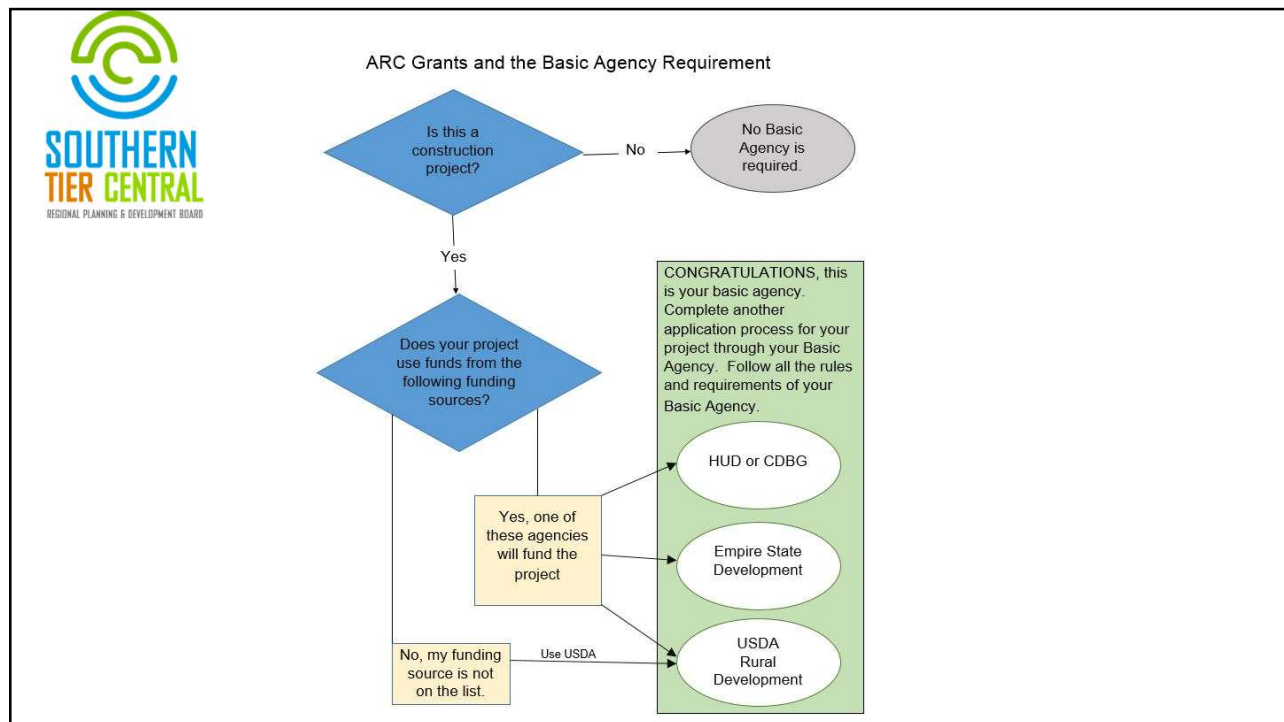 SOUTHERN
TIER CENTRAL
REGIONAL PLANNING & DEVELOPMENT BOARD
ARC Grants and the Basic Agency Requirement
Is this a
construction
project?
No
No Basic
Agency is
required.
Yes
Does your project
use funds from the
following funding
sources?
CONGRATULATIONS, this
is your basic agency.
Complete another
application process for your
project through your Basic
Agency. Follow all the rules
and requirements of your
Basic Agency.
HUD or CDBG
Yes, one of
these agencies
will fund the
project
Empire State
Development
No, my funding
source is not
on the list.
Use USDA
USDA
Rural
Development